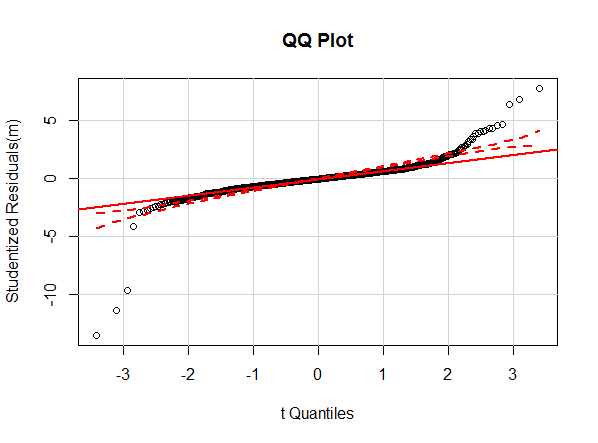 QQ Plot
Studentized Residuals(m)
5
0
-5
-10
-3 -2 -1 0 1 2 3
t Quantiles